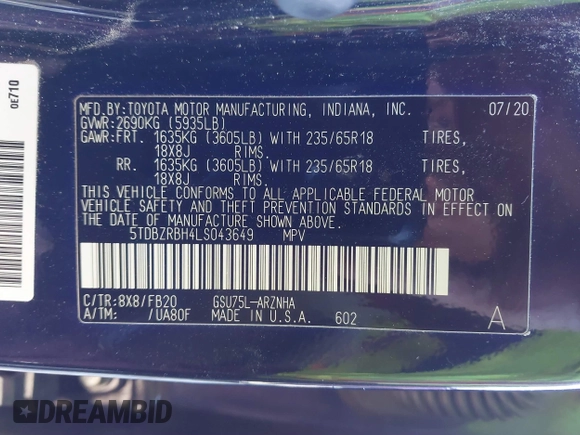 0E710
MFD.BY:TOYOTA MOTOR MANUFACTURING, INDIANA, INC. 07/20
GVWR:2690KG (5935LB)
GAWR:FRT. 1635KG (3605LB) WITH 235/65R18 TIRES,
18X8J RIMS.
RR. 1635KG (3605LB) WITH 235/65R18 TIRES,
18X8J RIMS.
THIS VEHICLE CONFORMS TO ALL APPLICABLE FEDERAL MOTOR
VEHICLE SAFETY AND THEFT PREVENTION STANDARDS IN EFFECT
ON THE DATE OF MANUFACTURE SHOWN ABOVE.
5TDBZRBH4LS043649 MPV
C/TR:8X8/FB20 GSU75L-ARZNHA
A/TM: /UA80F MADE IN U.S.A. 602 A
DREAMBID